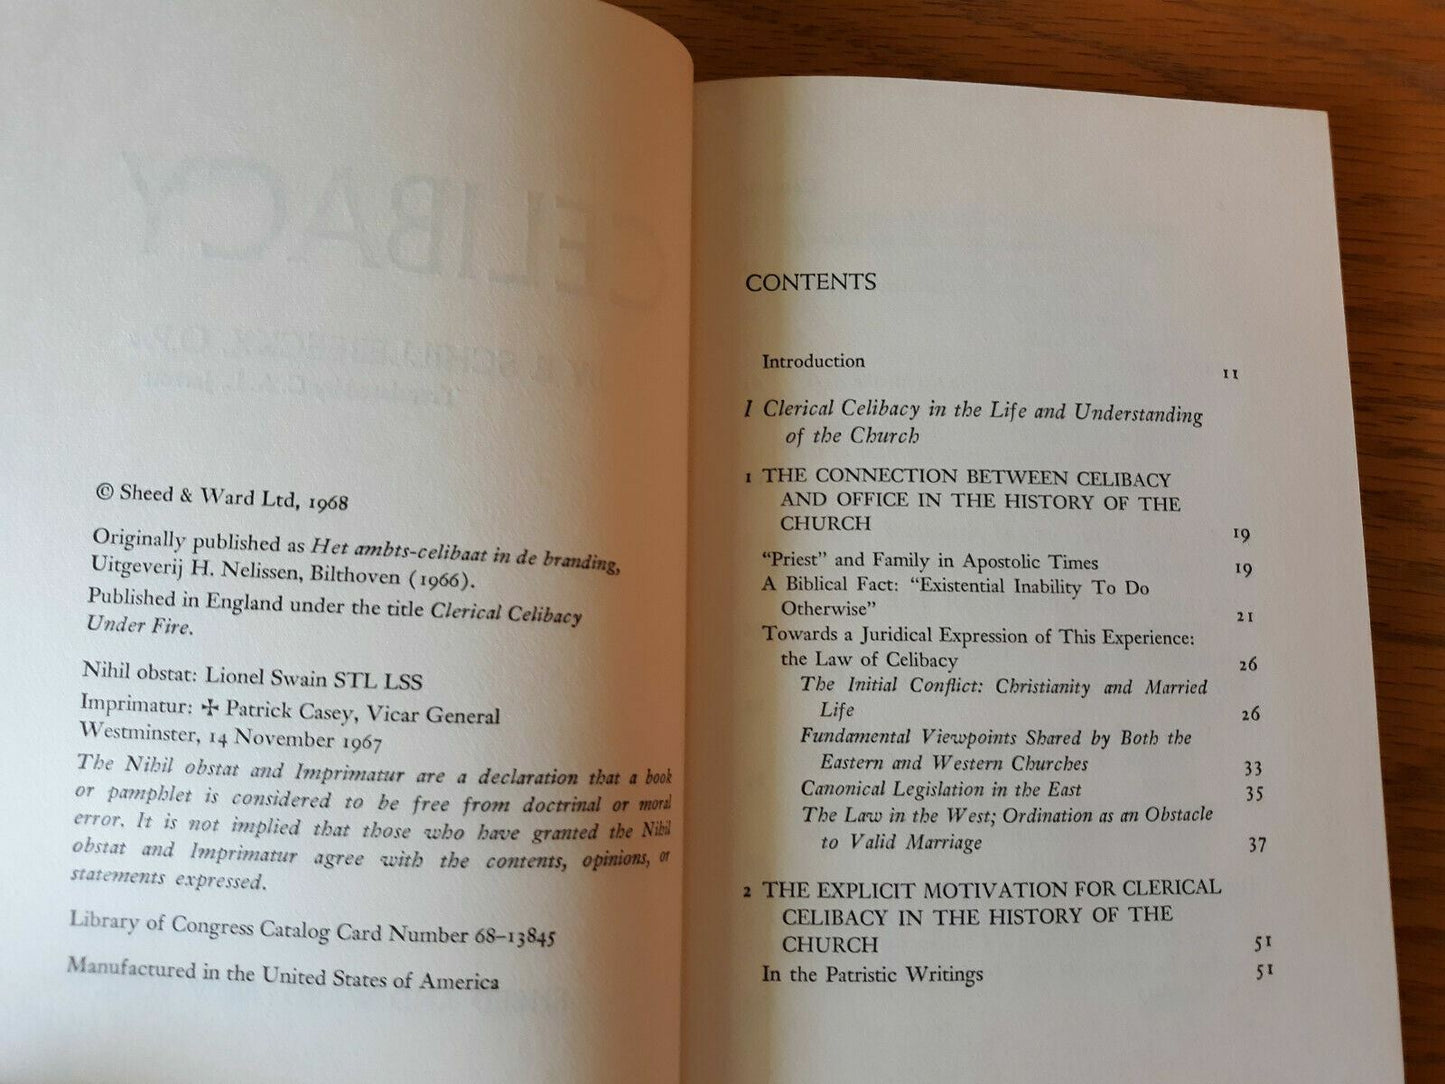 © Sheed & Ward Ltd, 1968
Originally published as Het ambts-celibaat in de branding,
Uitgeverij H. Nelissen, Bilthoven (1966).
Published in England under the title Clerical Celibacy
Under Fire.
Nihil obstat: Lionel Swain STL LSS
Imprimatur: ✠ Patrick Casey, Vicar General
Westminster, 14 November 1967
The Nihil obstat and Imprimatur are a declaration that a book
or pamphlet is considered to be free from doctrinal or moral
error. It is not implied that those who have granted the Nihil
obstat and Imprimatur agree with the contents, opinions, or
statements expressed.
Library of Congress Catalog Card Number 68–13845
Manufactured in the United States of America
CONTENTS
Introduction 11
I Clerical Celibacy in the Life and Understanding
of the Church
1 THE CONNECTION BETWEEN CELIBACY
AND OFFICE IN THE HISTORY OF THE
CHURCH 19
“Priest” and Family in Apostolic Times 19
A Biblical Fact: “Existential Inability To Do
Otherwise” 21
Towards a Juridical Expression of This Experience:
the Law of Celibacy 26
The Initial Conflict: Christianity and Married
Life 26
Fundamental Viewpoints Shared by Both the
Eastern and Western Churches 33
Canonical Legislation in the East 35
The Law in the West; Ordination as an Obstacle
to Valid Marriage 37
2 THE EXPLICIT MOTIVATION FOR CLERICAL
CELIBACY IN THE HISTORY OF THE
CHURCH 51
In the Patristic Writings 51